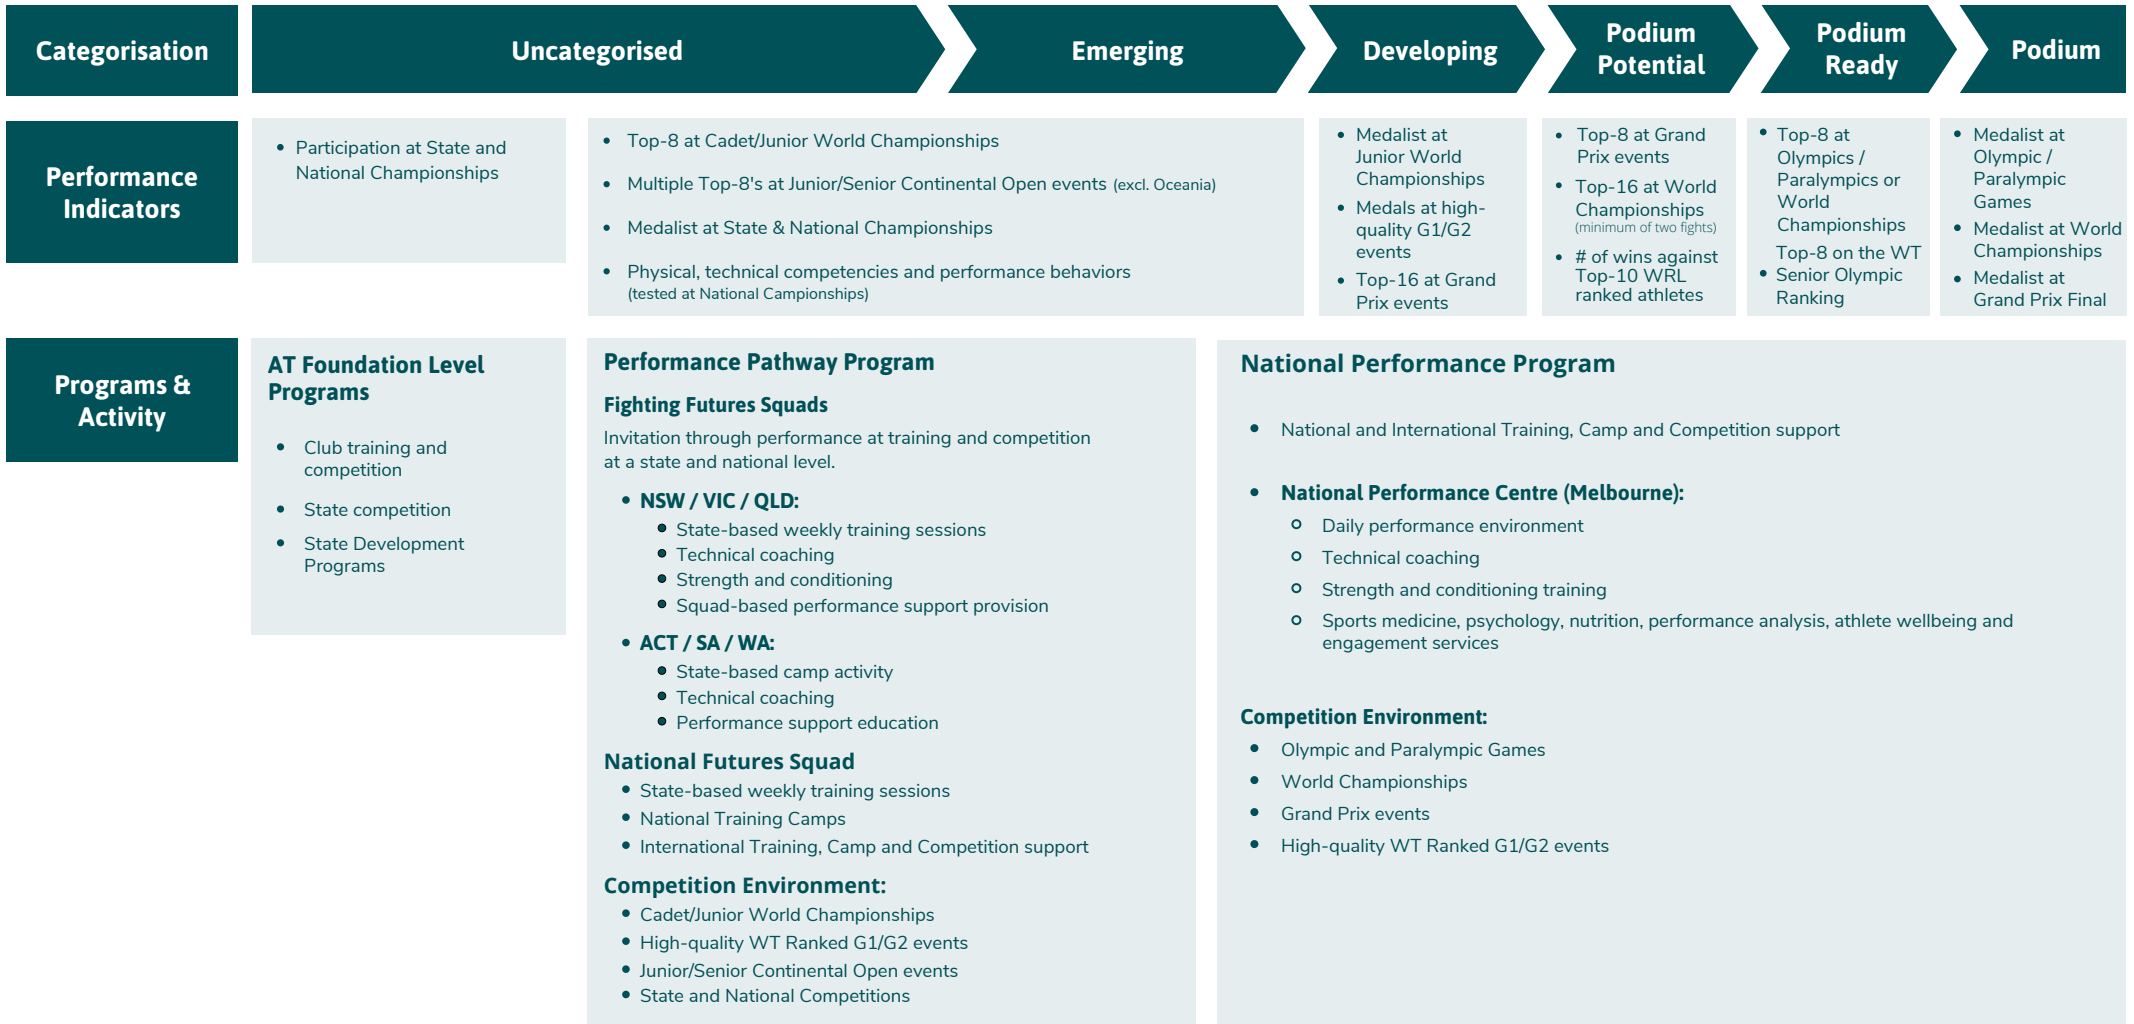 Categorisation
Uncategorised
Emerging
Developing
Podium
Potential
Podium
Ready
Podium
Performance
Indicators
• Participation at State and
National Championships
• Top-8 at Cadet/Junior World Championships
• Multiple Top-8's at Junior/Senior Continental Open events (excl. Oceania)
• Medalist at State & National Championships
• Physical, technical competencies and performance behaviors
(tested at National Campionships)
• Medalist at
Junior World
Championships
• Medals at high-
quality G1/G2
events
• Top-16 at Grand
Prix events
• Top-8 at Grand
Prix events
• Top-16 at World
Championships
(minimum of two fights)
• # of wins against
Top-10 WRL
ranked athletes
• Top-8 at
Olympics /
Paralympics or
World
Championships
Top-8 on the WT
• Senior Olympic
Ranking
• Medalist at
Olympic /
Paralympic
Games
• Medalist at World
Championships
• Medalist at
Grand Prix Final
Programs &
Activity
AT Foundation Level
Programs
• Club training and
competition
• State competition
• State Development
Programs
Performance Pathway Program
Fighting Futures Squads
Invitation through performance at training and competition
at a state and national level.
• NSW / VIC / QLD:
• State-based weekly training sessions
• Technical coaching
• Strength and conditioning
• Squad-based performance support provision
• ACT / SA / WA:
• State-based camp activity
• Technical coaching
• Performance support education
National Futures Squad
• State-based weekly training sessions
• National Training Camps
• International Training, Camp and Competition support
Competition Environment:
• Cadet/Junior World Championships
• High-quality WT Ranked G1/G2 events
• Junior/Senior Continental Open events
• State and National Competitions
National Performance Program
• National and International Training, Camp and Competition support
• National Performance Centre (Melbourne):
○ Daily performance environment
○ Technical coaching
○ Strength and conditioning training
○ Sports medicine, psychology, nutrition, performance analysis, athlete wellbeing and
engagement services
Competition Environment:
• Olympic and Paralympic Games
• World Championships
• Grand Prix events
• High-quality WT Ranked G1/G2 events